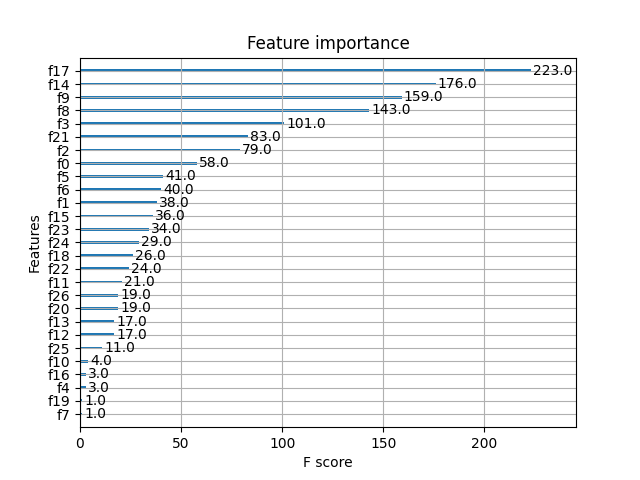 Feature importance
f17 223.0
f14 176.0
f9 159.0
f8 143.0
f3 101.0
f21 83.0
f2 79.0
f0 58.0
f5 41.0
f6 40.0
f1 38.0
f15 36.0
f23 34.0
f24 29.0
f18 26.0
f22 24.0
f11 21.0
f26 19.0
f20 19.0
f13 17.0
f12 17.0
f25 11.0
f10 4.0
f16 3.0
f4 3.0
f19 1.0
f7 1.0
Features
0 50 100 150 200
F score